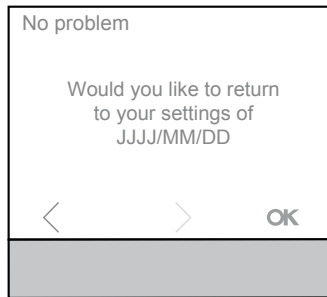 No problem
Would you like to return
to your settings of
JJJJ/MM/DD
OK